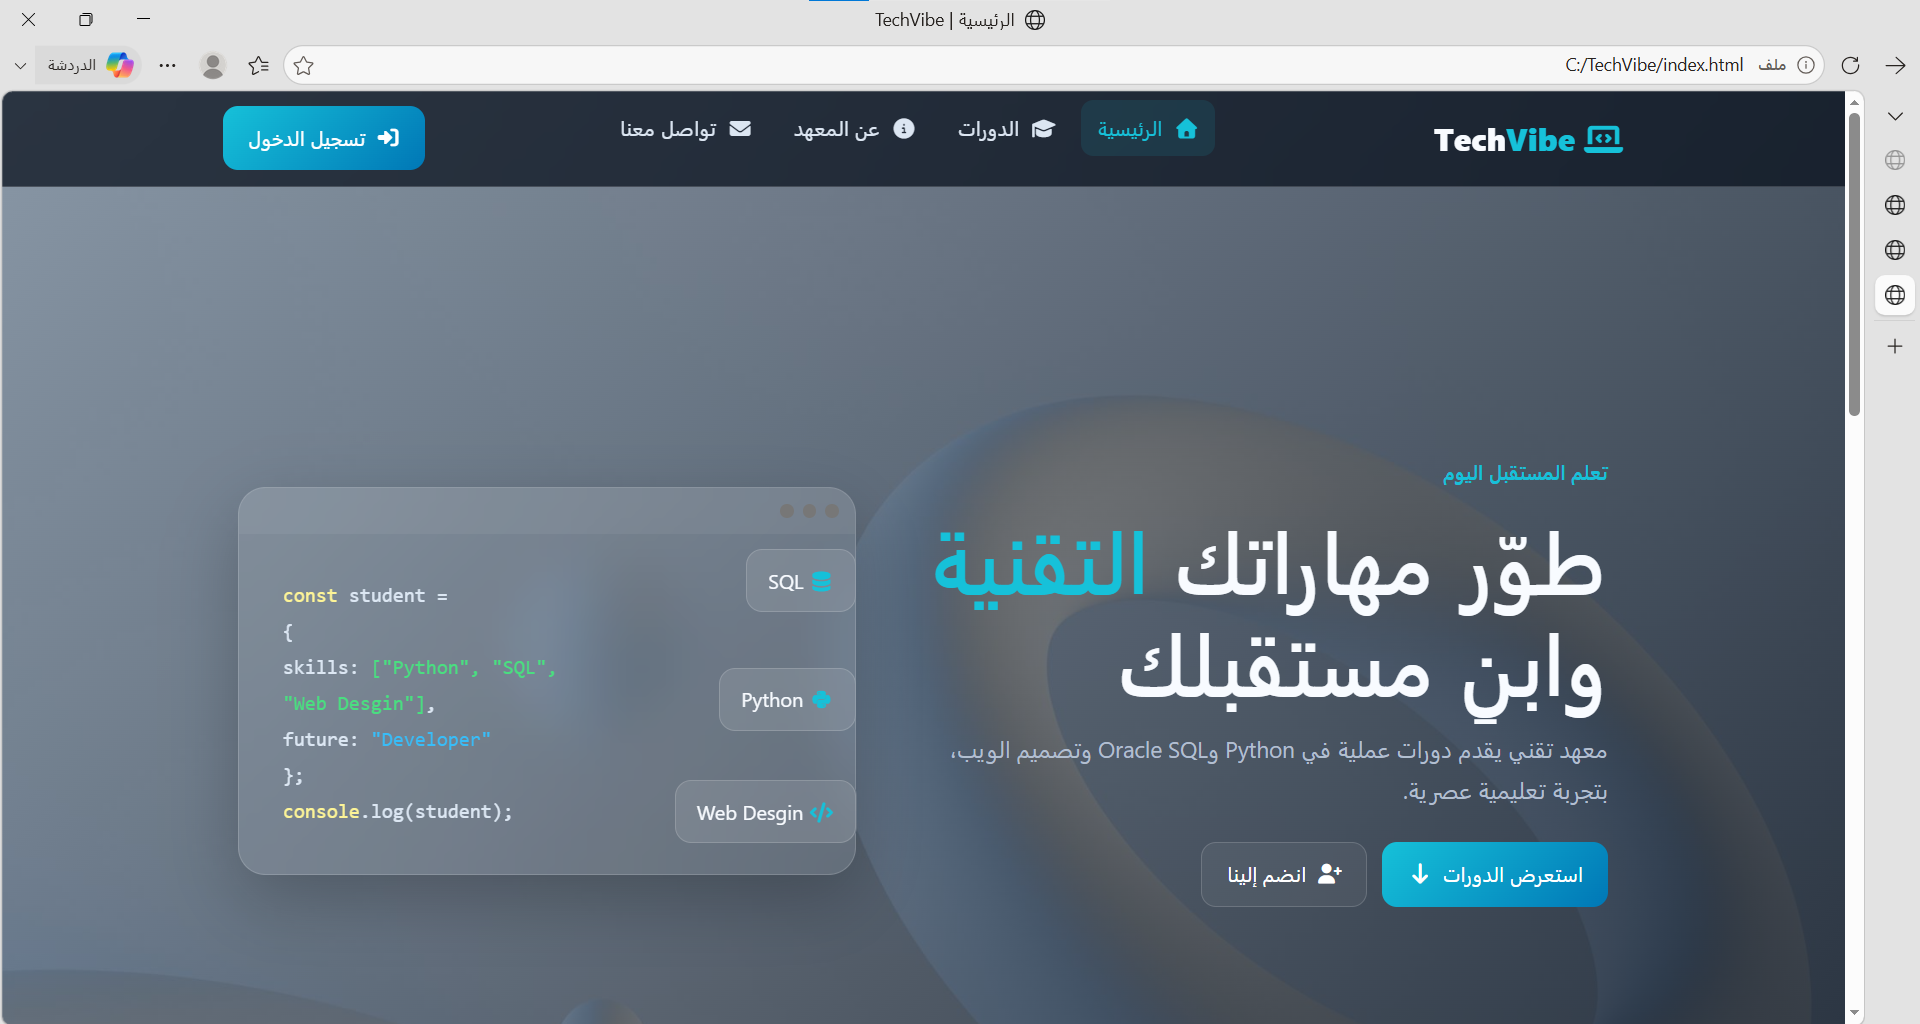 الرئيسية | TechVibe
الدردشة
ملف C:/TechVibe/index.html
TechVibe
الرئيسية
الدورات
عن المعهد
تواصل معنا
تسجيل الدخول
تعلم المستقبل اليوم
طوّر مهاراتك التقنية
وابنِ مستقبلك
معهد تقني يقدم دورات عملية في Python وOracle SQL وتصميم الويب،
بتجربة تعليمية عصرية.
استعرض الدورات
انضم إلينا
SQL
Python
Web Desgin
const student =
{
skills: ["Python", "SQL",
"Web Desgin"],
future: "Developer"
};
console.log(student);